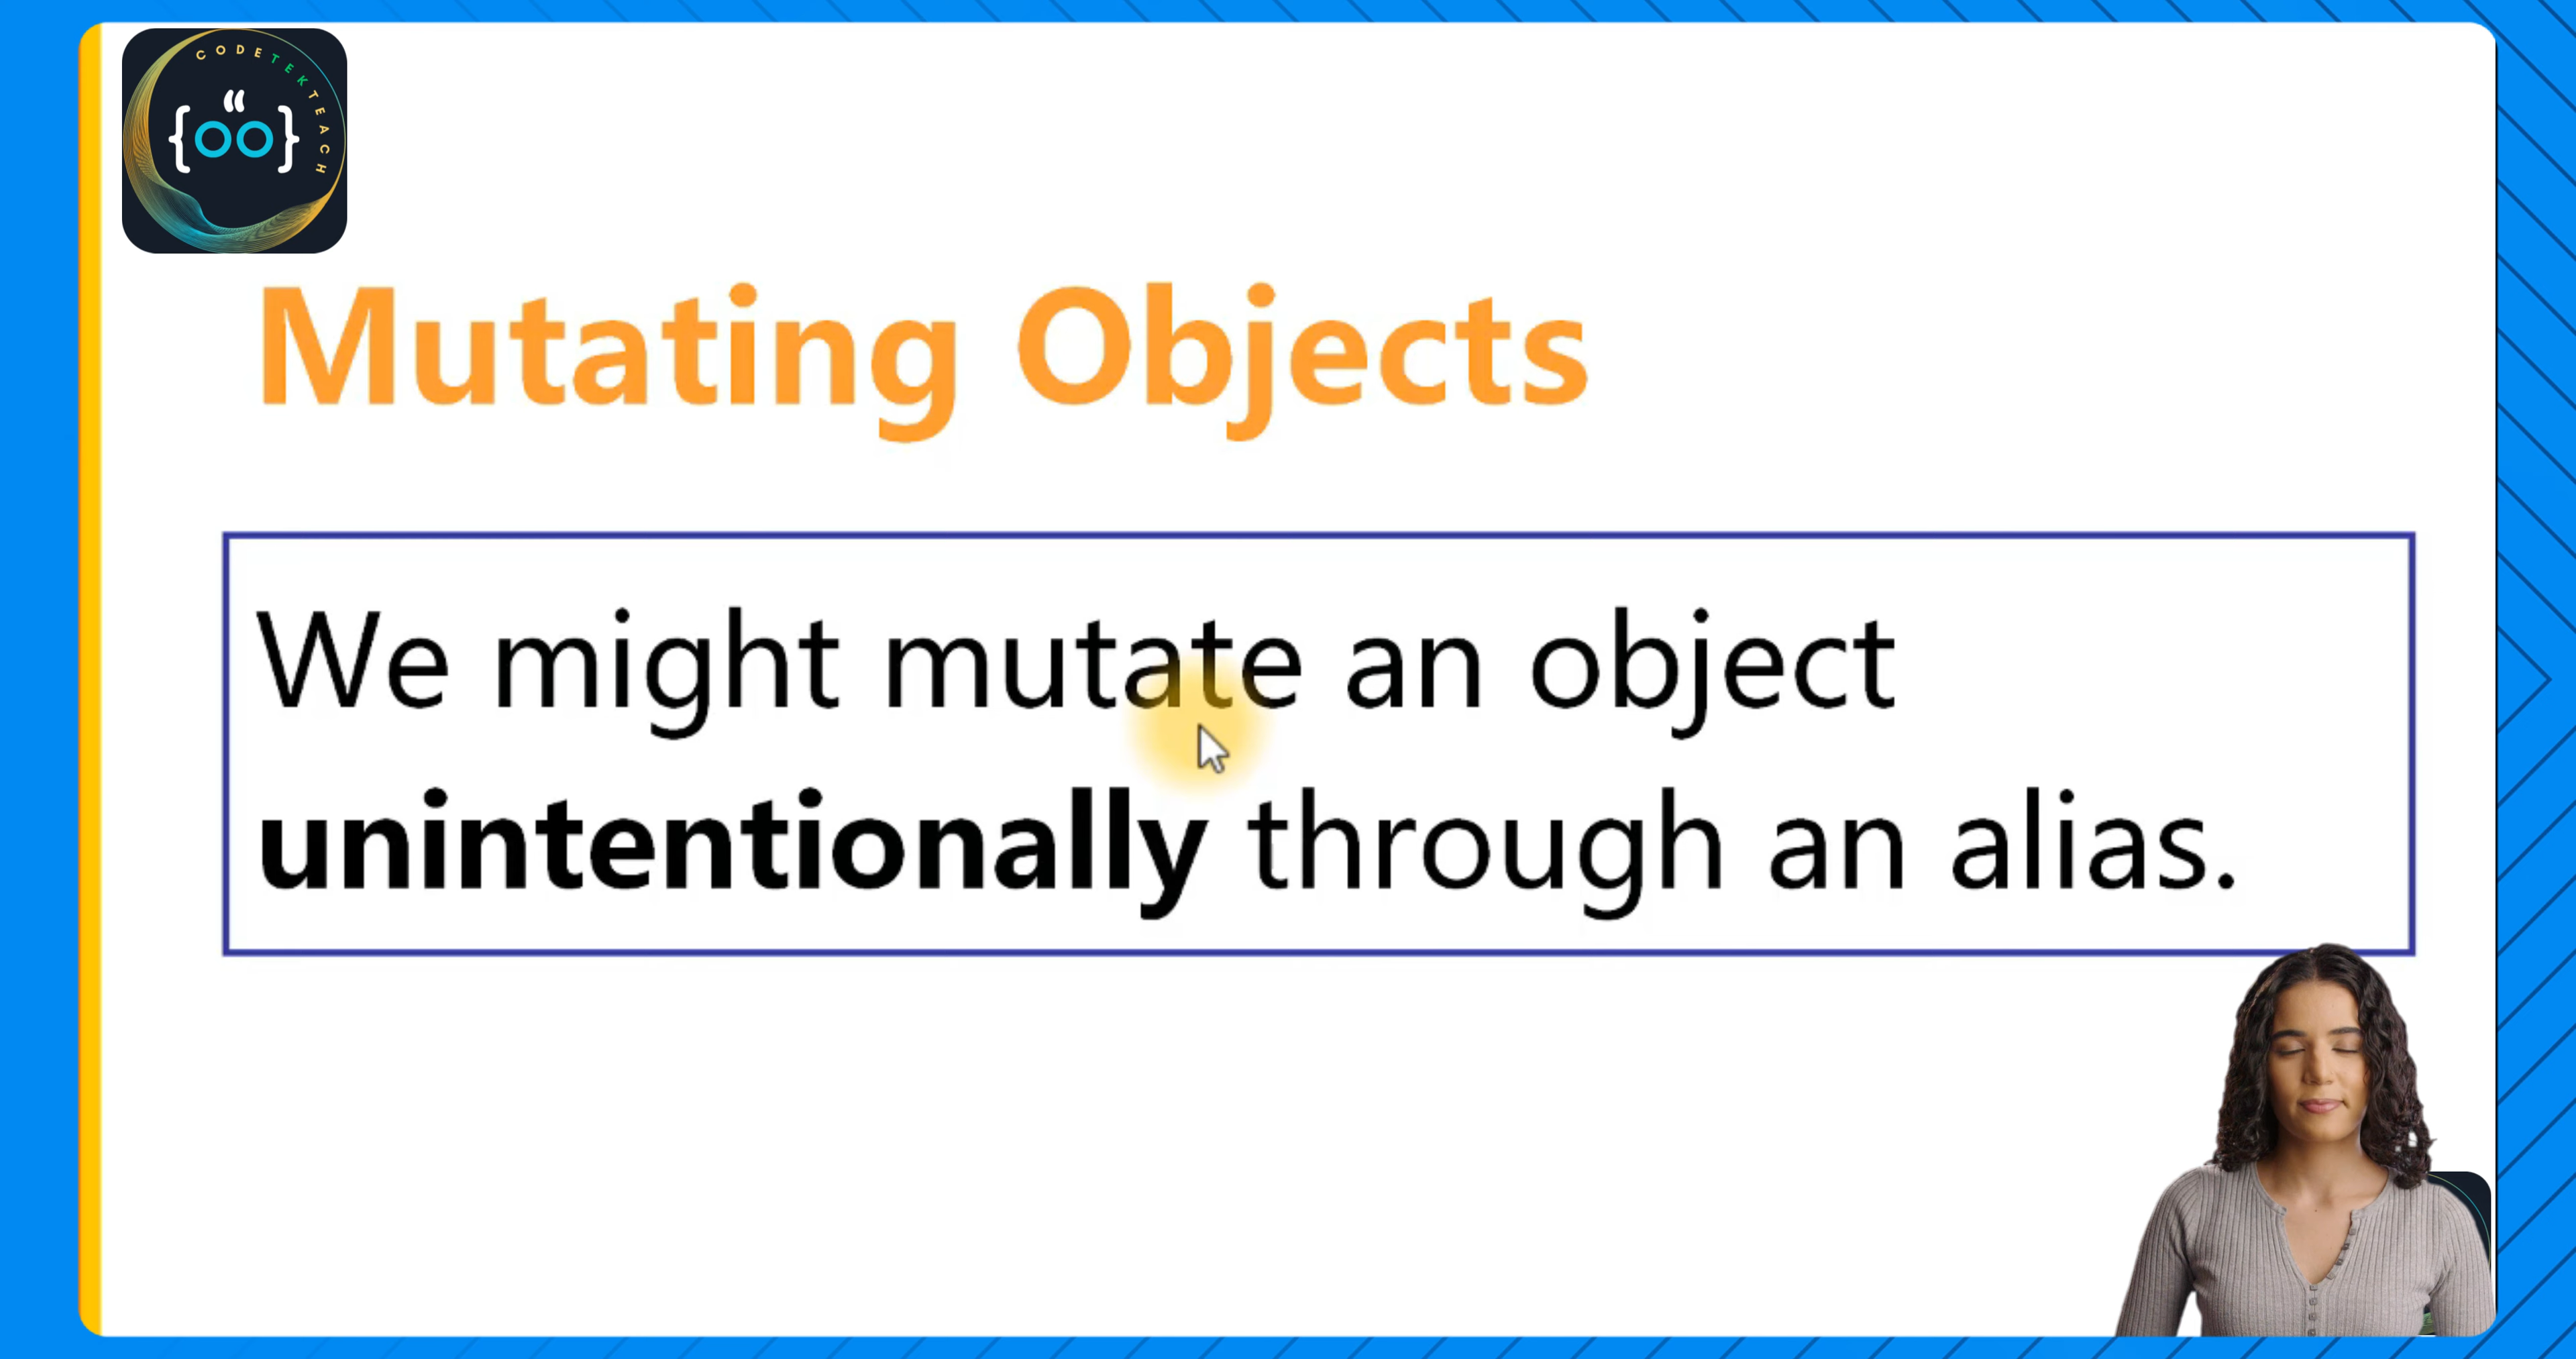 CODETEKTEACH
{oo}
Mutating Objects
We might mutate an object
unintentionally through an alias.